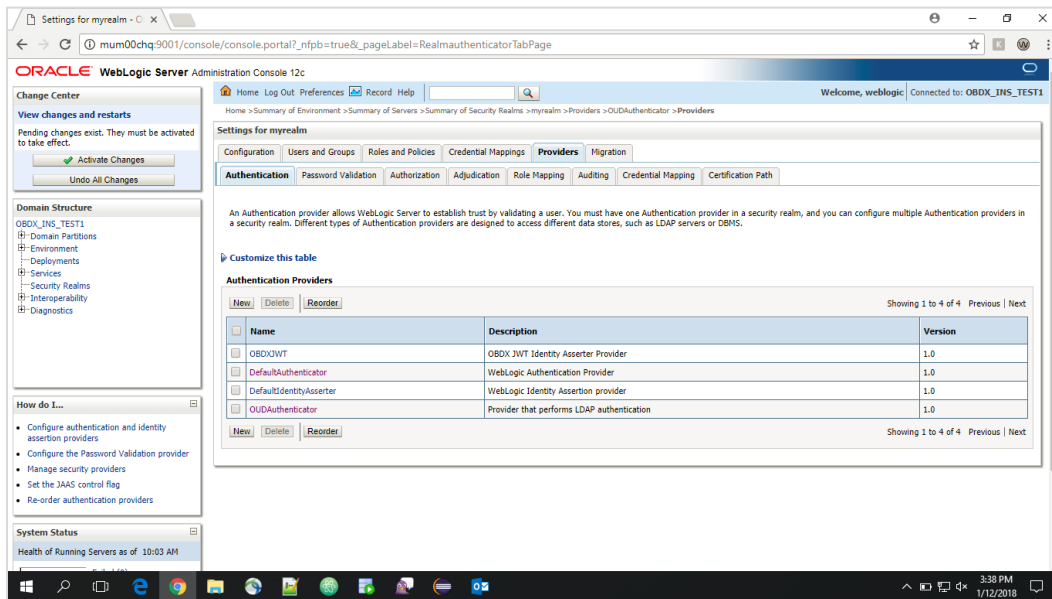 Settings for myrealm - O
mum00chq:9001/console/console.portal?_nfpb=true&_pageLabel=RealmauthenticatorTabPage
ORACLE WebLogic Server Administration Console 12c
Change Center
View changes and restarts
Pending changes exist. They must be activated
to take effect.
Activate Changes
Undo All Changes
Domain Structure
OBDX_INS_TEST1
Domain Partitions
Environment
Deployments
Services
Security Realms
Interoperability
Diagnostics
How do I...
Configure authentication and identity
assertion providers
Configure the Password Validation provider
Manage security providers
Set the JAAS control flag
Re-order authentication providers
System Status
Health of Running Servers as of 10:03 AM
Home Log Out Preferences Record Help
Welcome, weblogic Connected to: OBDX_INS_TEST1
Home >Summary of Environment >Summary of Servers >Summary of Security Realms >myrealm >Providers >OUDAuthenticator >Providers
Settings for myrealm
Configuration Users and Groups Roles and Policies Credential Mappings Providers Migration
Authentication Password Validation Authorization Adjudication Role Mapping Auditing Credential Mapping Certification Path
An Authentication provider allows WebLogic Server to establish trust by validating a user. You must have one Authentication provider in a security realm, and you can configure multiple Authentication providers in
a security realm. Different types of Authentication providers are designed to access different data stores, such as LDAP servers or DBMS.
Customize this table
Authentication Providers
New Delete Reorder Showing 1 to 4 of 4 Previous | Next
Name Description Version
OBDXJWT OBDX JWT Identity Asserter Provider 1.0
DefaultAuthenticator WebLogic Authentication Provider 1.0
DefaultIdentityAsserter WebLogic Identity Assertion provider 1.0
OUDAuthenticator Provider that performs LDAP authentication 1.0
New Delete Reorder Showing 1 to 4 of 4 Previous | Next
3:38 PM
1/12/2018